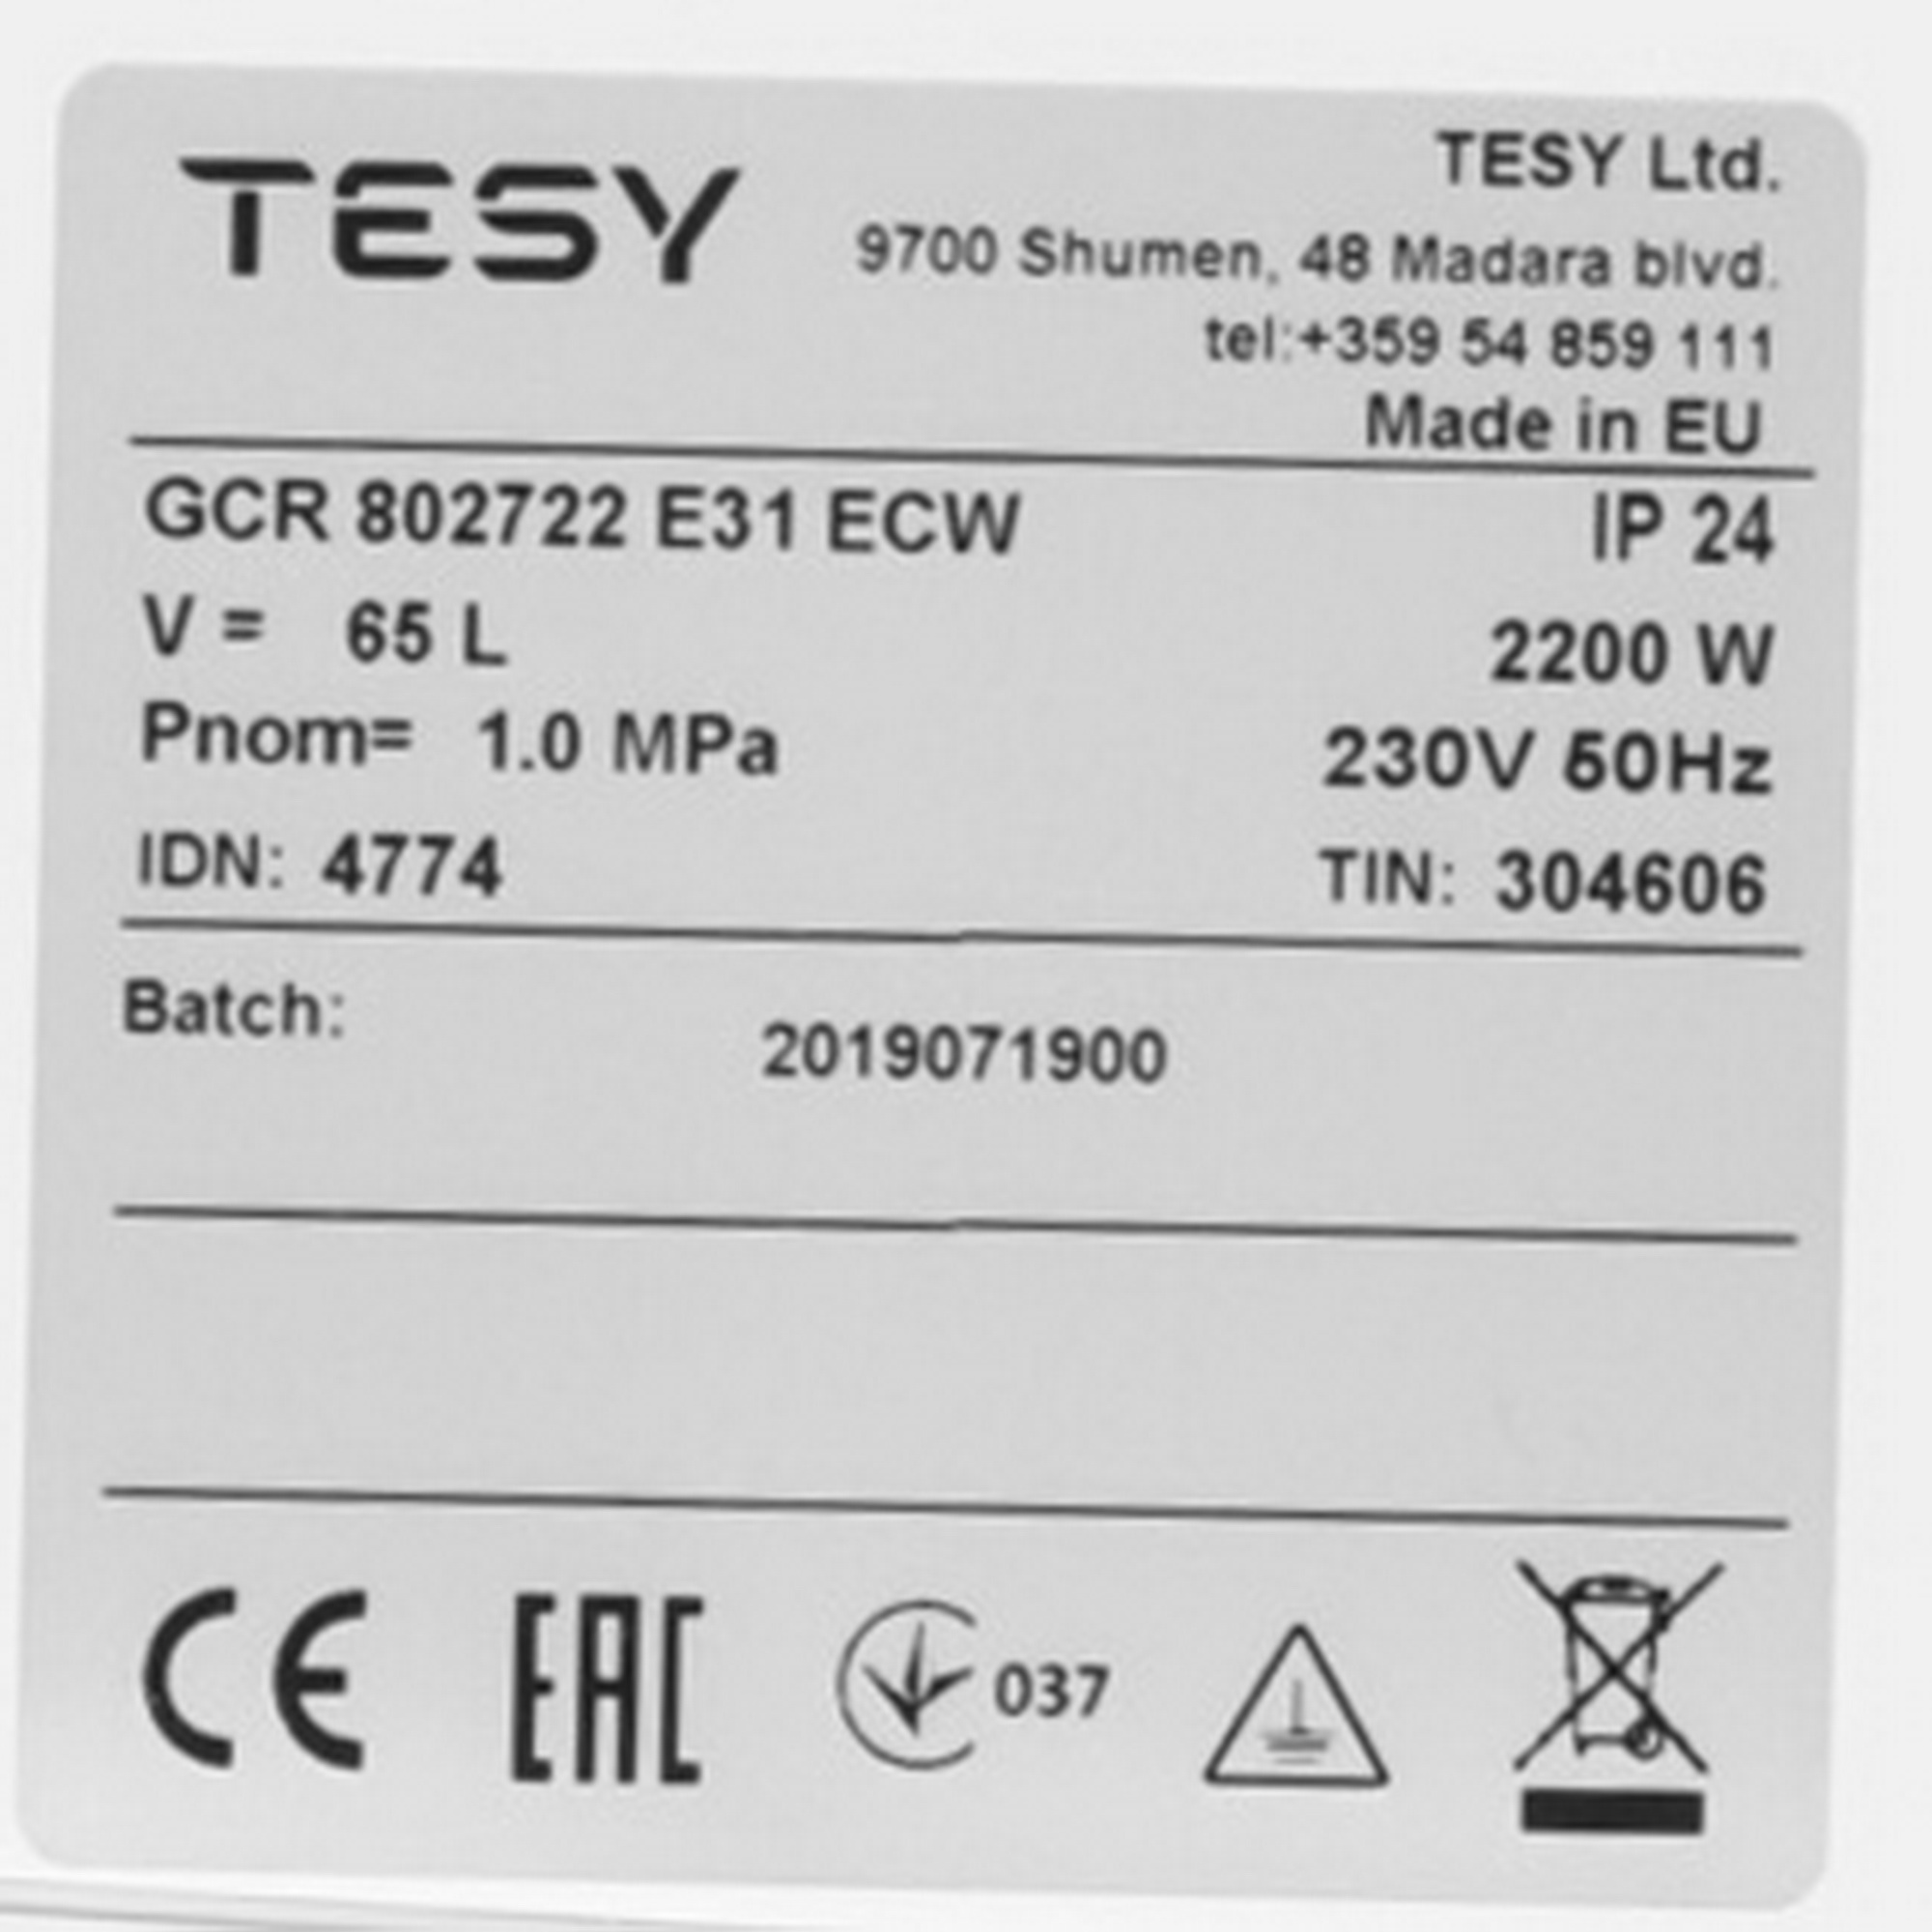 TESY
TESY Ltd.
9700 Shumen, 48 Madara blvd.
tel:+359 54 859 111
Made in EU
GCR 802722 E31 ECW IP 24
V = 65 L 2200 W
Pnom= 1.0 MPa 230V 50Hz
IDN: 4774 TIN: 304606
Batch: 2019071900
CE EAC 037